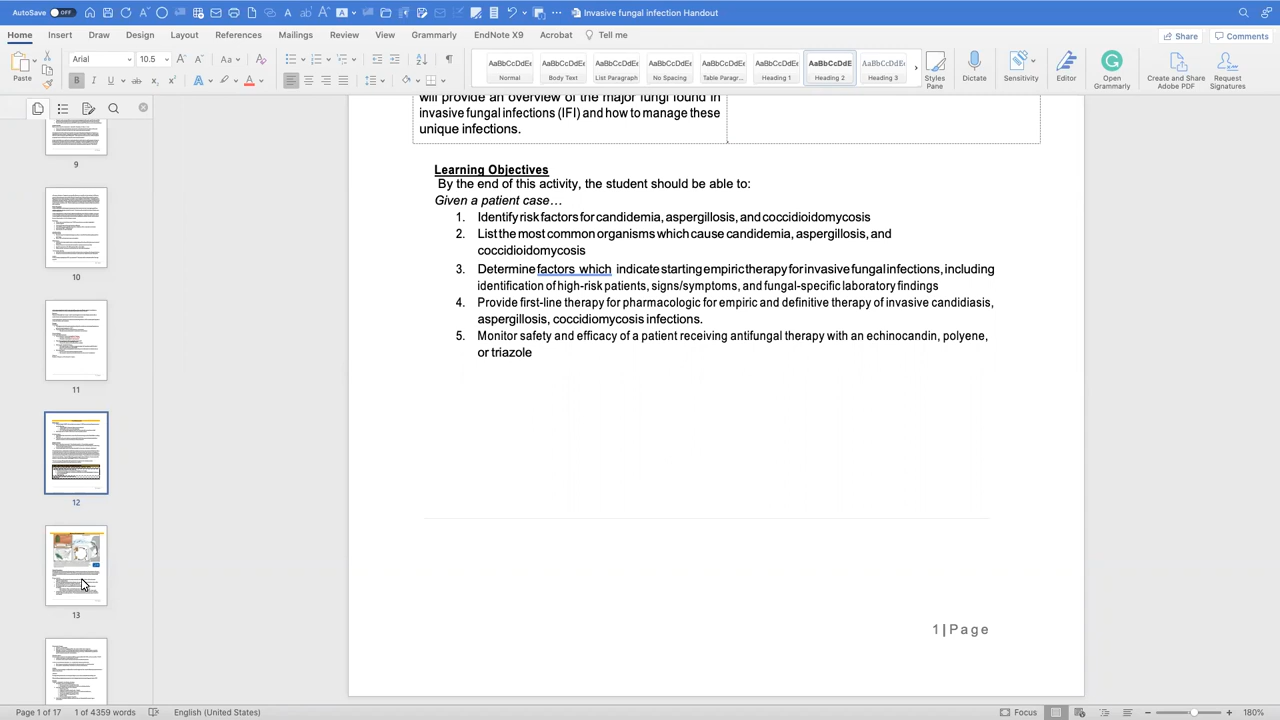 AutoSave OFF Invasive fungal infection Handout
Home Insert Draw Design Layout References Mailings Review View Grammarly EndNote X9 Acrobat Tell me Share Comments
Paste Arial 10.5 AaBbCcDdEe Normal AaBbCcDdEe Body Text AaBbCcDdEe List Paragraph AaBbCcDdEe No Spacing AaBbCcDdEe Table Paragr... AaBbCcDdEe Heading 1 AaBbCcDdE Heading 2 AaBbCcDdEe Heading 3 Styles Pane Dictate Sensitivity Editor Open Grammarly Create and Share Adobe PDF Request Signatures
will provide an overview of the major fungi found in
invasive fungal infections (IFI) and how to manage these
unique infections.
Learning Objectives
By the end of this activity, the student should be able to:
Given a patient case…
1. Identify risk factors for candidemia, aspergillosis, and coccidioidomycosis
2. List the most common organisms which cause candidemia, aspergillosis, and
coccidioidomycosis
3. Determine factors which indicate starting empiric therapy for invasive fungal infections, including
identification of high-risk patients, signs/symptoms, and fungal-specific laboratory findings
4. Provide first-line therapy for pharmacologic for empiric and definitive therapy of invasive candidiasis,
aspergillosis, coccidiomycosis infections.
5. Monitor safety and efficacy of a patient receiving antifungal therapy with an echinocandin, polyene,
or triazole
1 | P a g e
9
10
11
12
13
Page 1 of 17 1 of 4359 words English (United States) Focus 180%